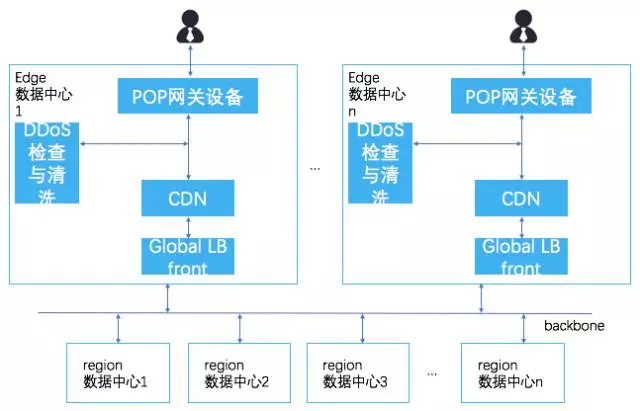 Edge
数据中心
1
POP网关设备
DDoS
检查
与清
洗
CDN
Global LB
front
...
Edge
数据中心
n
POP网关设备
DDoS
检查
与清
洗
CDN
Global LB
front
backbone
region
数据中心1
region
数据中心2
region
数据中心3
...
region
数据中心n